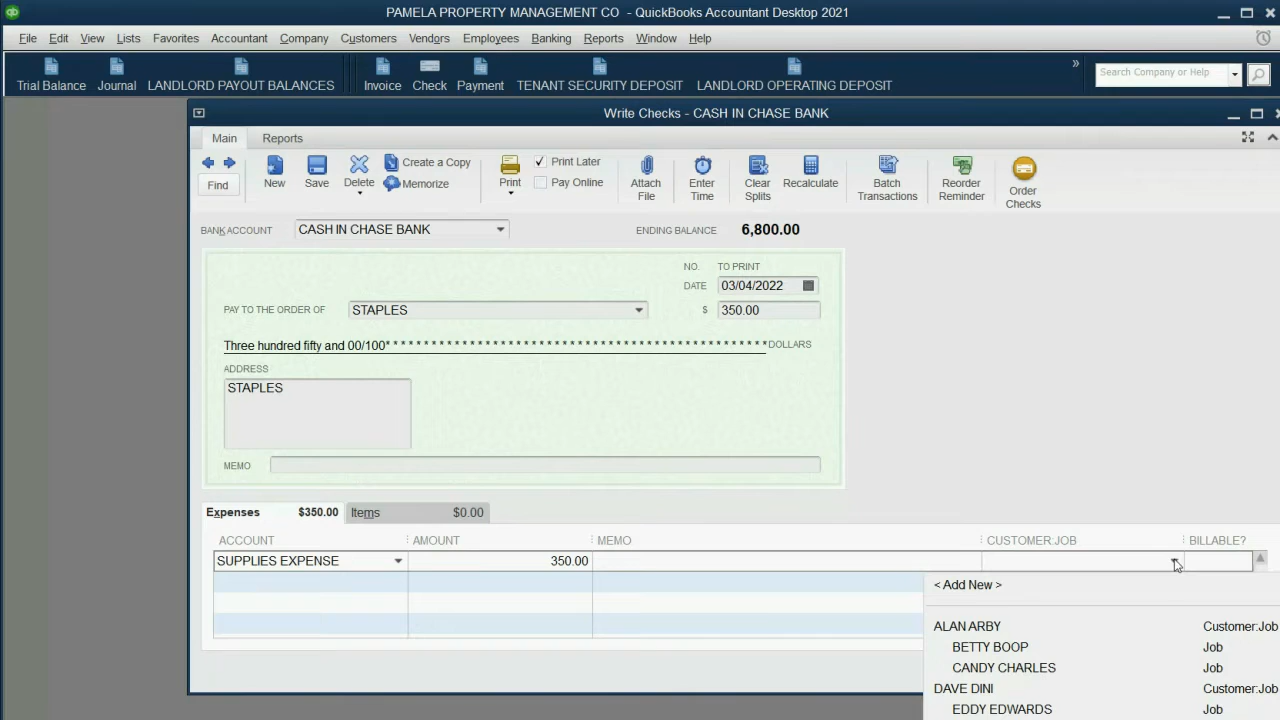 PAMELA PROPERTY MANAGEMENT CO - QuickBooks Accountant Desktop 2021
File Edit View Lists Favorites Accountant Company Customers Vendors Employees Banking Reports Window Help
Trial Balance Journal LANDLORD PAYOUT BALANCES Invoice Check Payment TENANT SECURITY DEPOSIT LANDLORD OPERATING DEPOSIT » Search Company or Help
Write Checks - CASH IN CHASE BANK
Main Reports
Find New Save Delete Create a Copy Memorize Print Print Later Pay Online Attach File Enter Time Clear Splits Recalculate Batch Transactions Reorder Reminder Order Checks
BANK ACCOUNT CASH IN CHASE BANK ENDING BALANCE 6,800.00
NO. TO PRINT
DATE 03/04/2022
PAY TO THE ORDER OF STAPLES $ 350.00
Three hundred fifty and 00/100* * * * * * * * * * * * * * * * * * * * * * * * * * * * * * * * * * * * * * * * * * * * * * * * * DOLLARS
ADDRESS
STAPLES
MEMO
Expenses $350.00 Items $0.00
ACCOUNT AMOUNT MEMO CUSTOMER:JOB BILLABLE?
SUPPLIES EXPENSE 350.00
< Add New >
ALAN ARBY Customer:Job
BETTY BOOP Job
CANDY CHARLES Job
DAVE DINI Customer:Job
EDDY EDWARDS Job